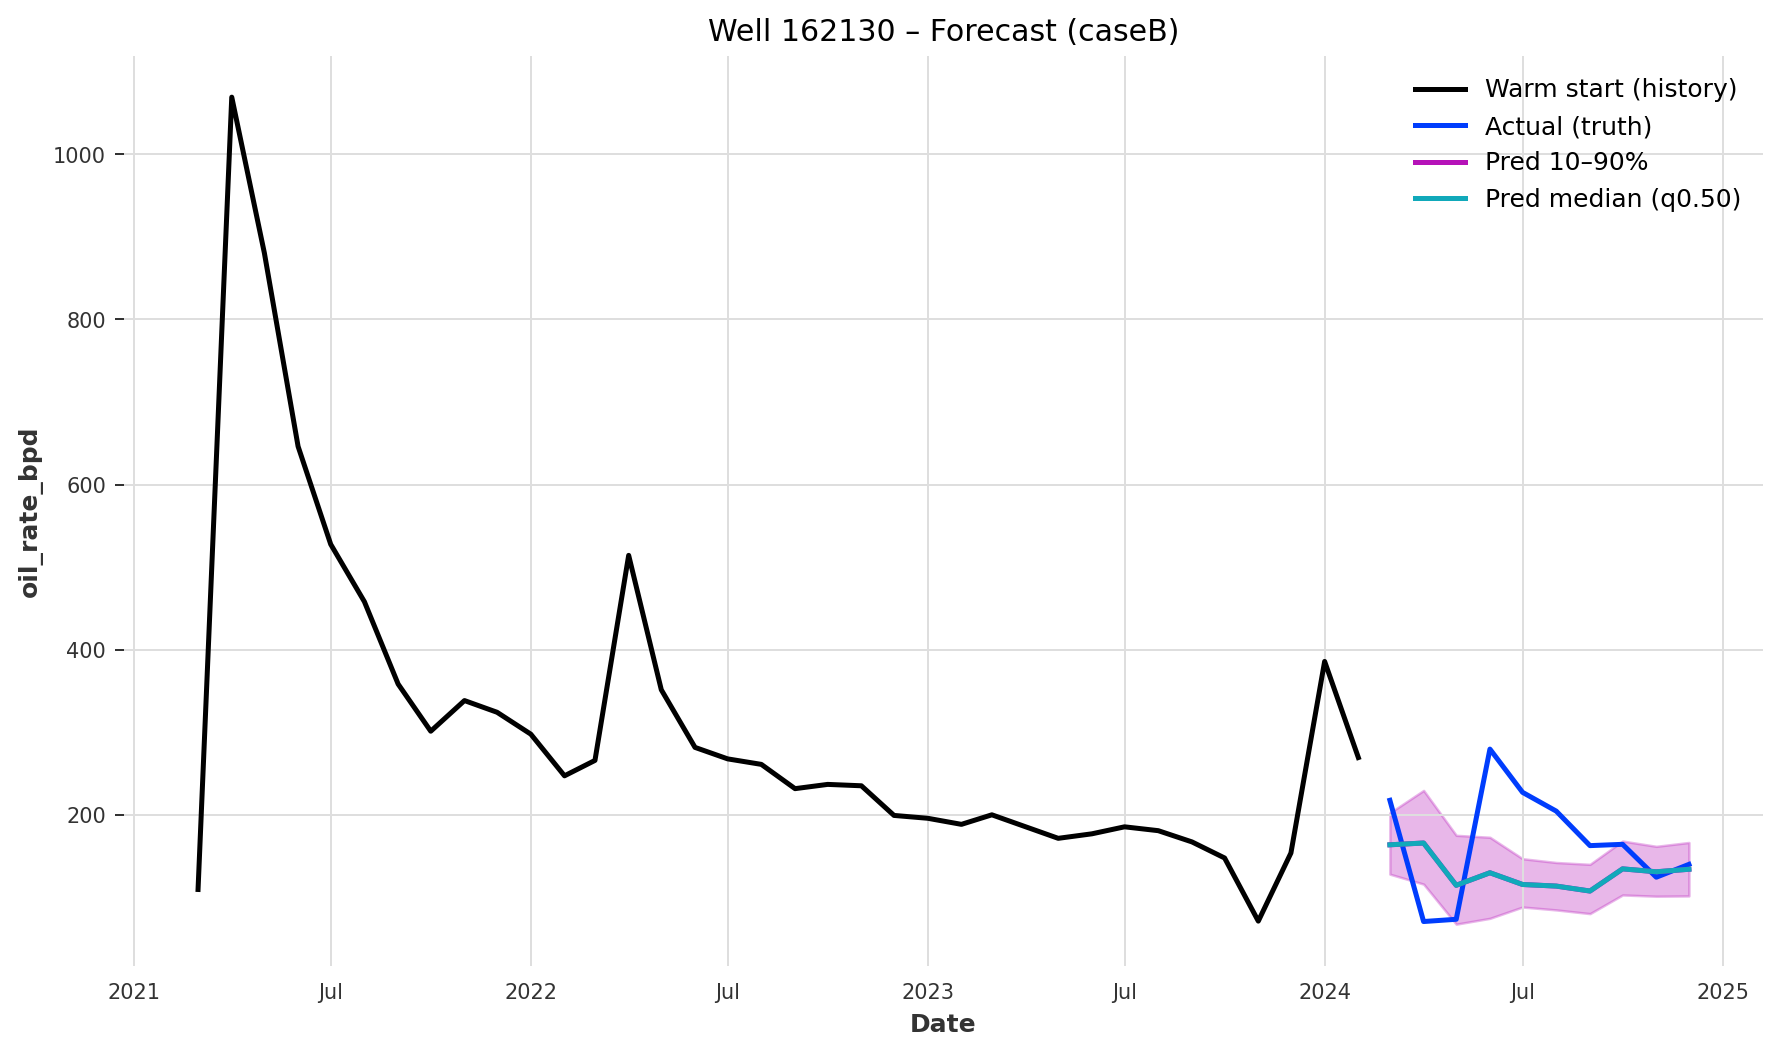 Well 162130 – Forecast (caseB)
Warm start (history)
Actual (truth)
Pred 10–90%
Pred median (q0.50)
oil_rate_bpd
1000
800
600
400
200
2021
Jul
2022
Jul
2023
Jul
2024
Jul
2025
Date